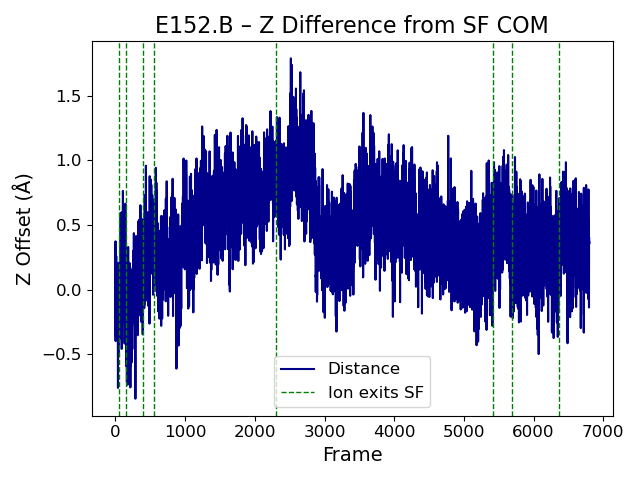 E152.B – Z Difference from SF COM
Z Offset (Å)
1.5
1.0
0.5
0.0
−0.5
Distance
Ion exits SF
0 1000 2000 3000 4000 5000 6000 7000
Frame